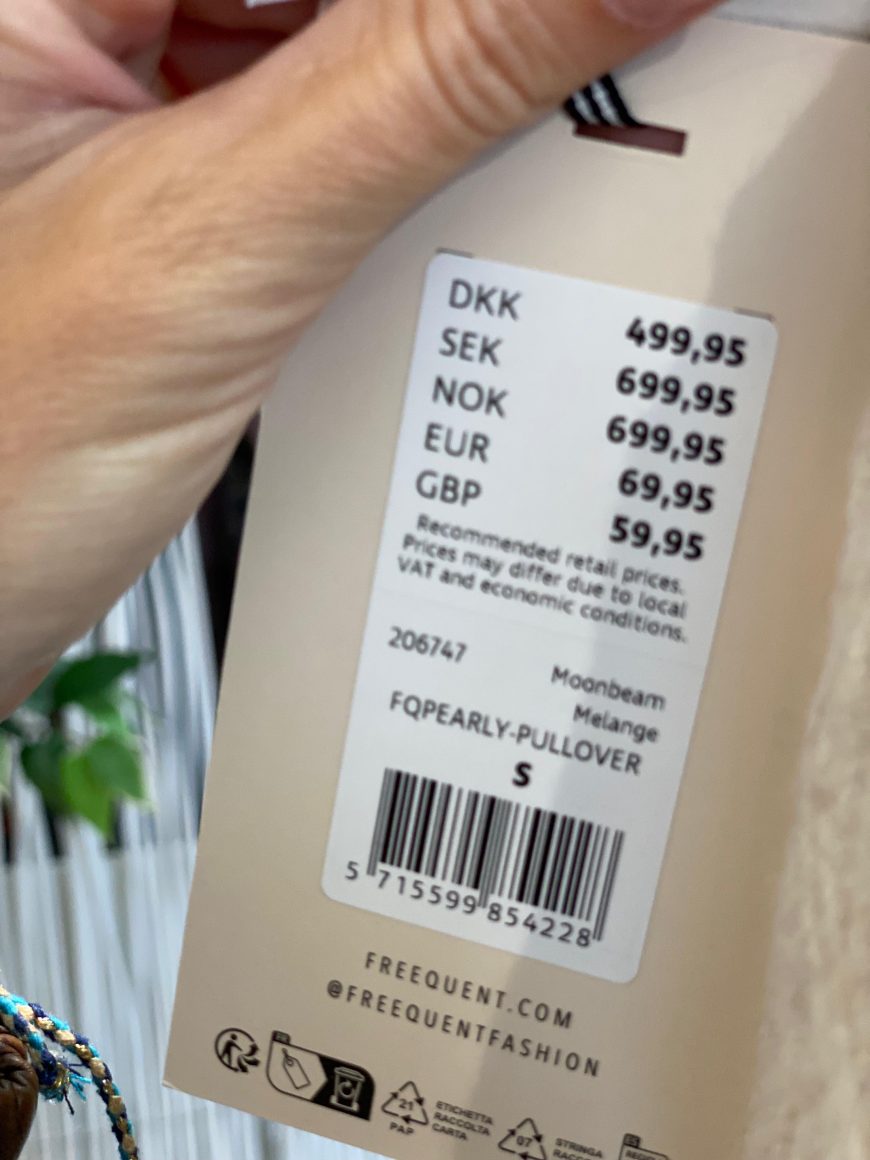 DKK 499,95
SEK 699,95
NOK 699,95
EUR 69,95
GBP 59,95
Recommended retail prices.
Prices may differ due to local
VAT and economic conditions.
206747 Moonbeam
Melange
FQPEARLY-PULLOVER
S
5 715599 854228
FREEQUENT.COM
@FREEQUENTFASHION
21
PAP
ETICHETTA
RACCOLTA
CARTA
07
STRINGA